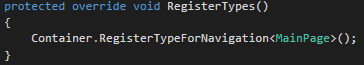 protected override void RegisterTypes()
{
    Container.RegisterTypeForNavigation<MainPage>();
}